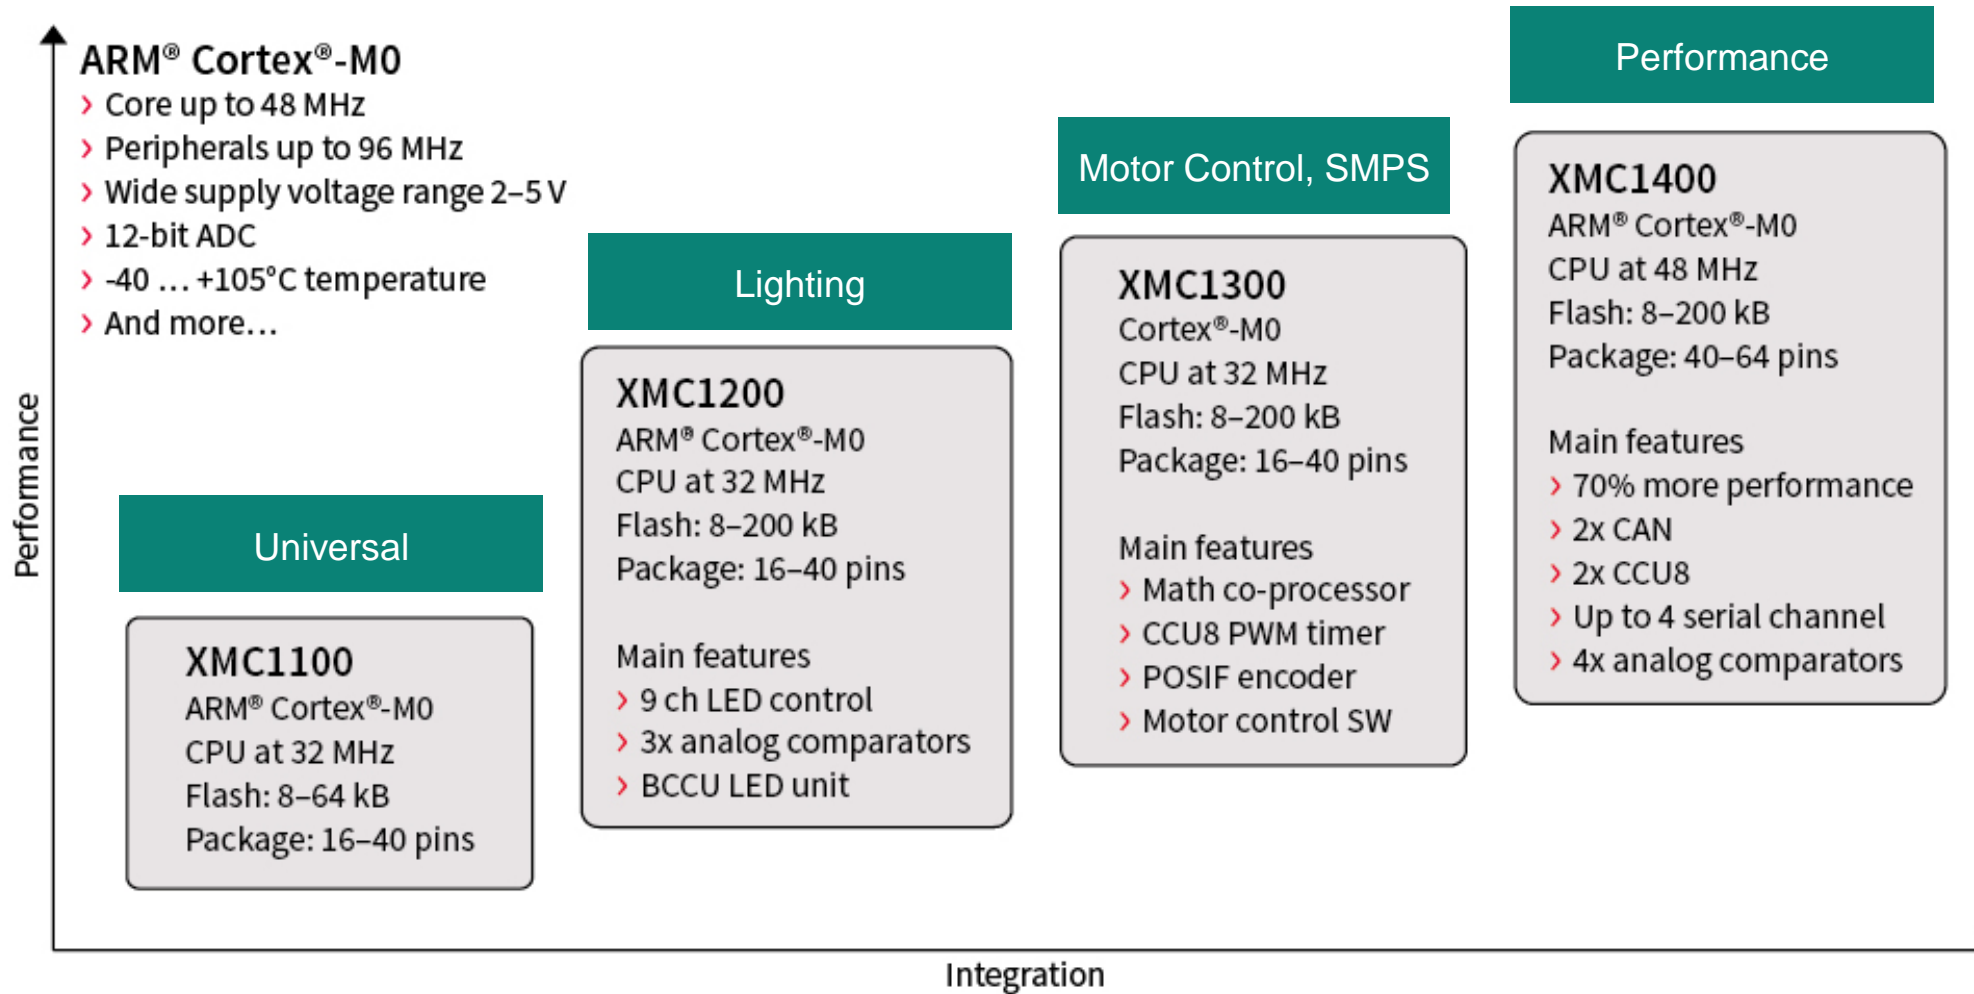 ARM® Cortex®-M0
› Core up to 48 MHz
› Peripherals up to 96 MHz
› Wide supply voltage range 2–5 V
› 12-bit ADC
› -40 … +105°C temperature
› And more…
Performance
Universal
XMC1100
ARM® Cortex®-M0
CPU at 32 MHz
Flash: 8–64 kB
Package: 16–40 pins
Lighting
XMC1200
ARM® Cortex®-M0
CPU at 32 MHz
Flash: 8–200 kB
Package: 16–40 pins
Main features
› 9 ch LED control
› 3x analog comparators
› BCCU LED unit
Motor Control, SMPS
XMC1300
Cortex®-M0
CPU at 32 MHz
Flash: 8–200 kB
Package: 16–40 pins
Main features
› Math co-processor
› CCU8 PWM timer
› POSIF encoder
› Motor control SW
Performance
XMC1400
ARM® Cortex®-M0
CPU at 48 MHz
Flash: 8–200 kB
Package: 40–64 pins
Main features
› 70% more performance
› 2x CAN
› 2x CCU8
› Up to 4 serial channel
› 4x analog comparators
Integration